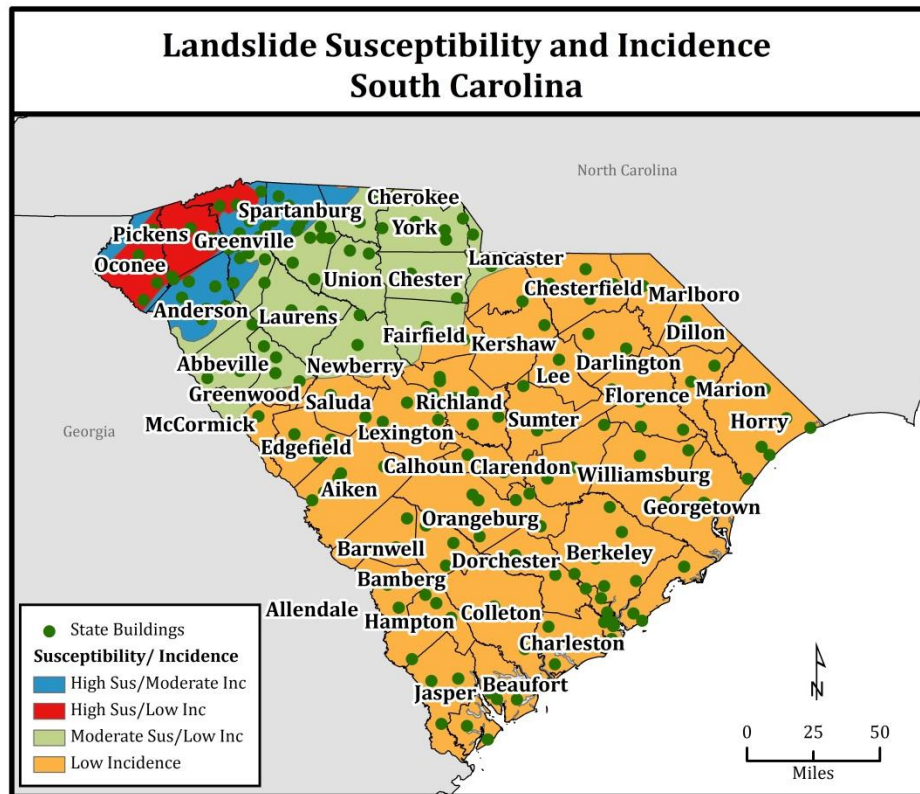 Landslide Susceptibility and Incidence
South Carolina
North Carolina
Cherokee
Spartanburg
York
Pickens
Greenville
Oconee
Lancaster
Union Chester
Chesterfield
Marlboro
Anderson
Laurens
Fairfield
Dillon
Kershaw
Abbeville
Newberry
Darlington
Lee
Greenwood
Marion
Saluda
Richland
Florence
McCormick
Sumter
Horry
Georgia
Lexington
Edgefield
Calhoun Clarendon
Williamsburg
Aiken
Georgetown
Orangeburg
Barnwell
Berkeley
Dorchester
Bamberg
Allendale
Colleton
Hampton
Charleston
Beaufort
Jasper
State Buildings
Susceptibility/ Incidence
High Sus/Moderate Inc
High Sus/Low Inc
Moderate Sus/Low Inc
Low Incidence
N
0 25 50
Miles